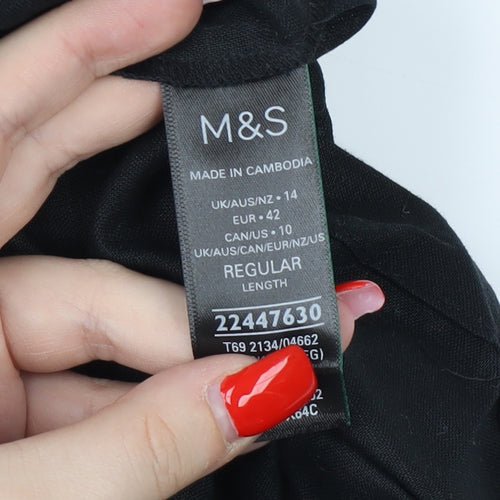 M&S
MADE IN CAMBODIA
UK/AUS/NZ • 14
EUR • 42
CAN/US • 10
UK/AUS/CAN/EUR/NZ/US
REGULAR
LENGTH
22447630
T69 2134/04662